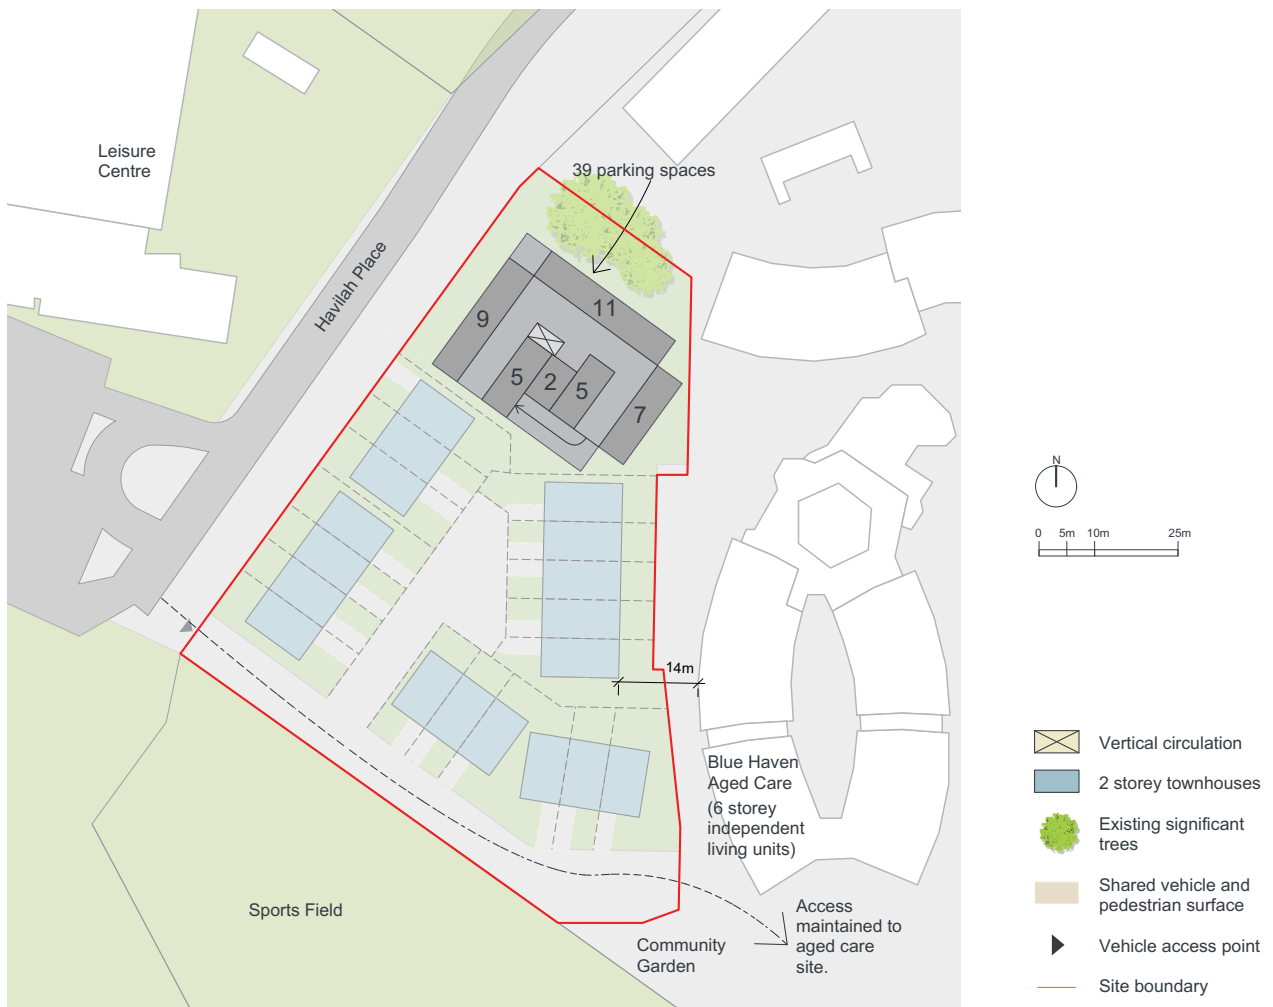 Leisure
Centre
39 parking spaces
Havilah Place
9
11
5
2
5
7
14m
Blue Haven
Aged Care
(6 storey
independent
living units)
Sports Field
Community
Garden
Access
maintained to
aged care
site.
N
0 5m 10m 25m
Vertical circulation
2 storey townhouses
Existing significant
trees
Shared vehicle and
pedestrian surface
Vehicle access point
Site boundary